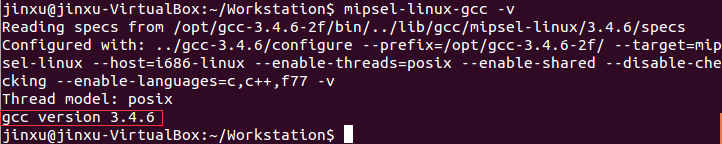 jinxu@jinxu-VirtualBox:~/Workstation$ mipsel-linux-gcc -v
Reading specs from /opt/gcc-3.4.6-2f/bin/../lib/gcc/mipsel-linux/3.4.6/specs
Configured with: ../gcc-3.4.6/configure --prefix=/opt/gcc-3.4.6-2f/ --target=mip
sel-linux --host=i686-linux --enable-threads=posix --enable-shared --disable-che
cking --enable-languages=c,c++,f77 -v
Thread model: posix
gcc version 3.4.6
jinxu@jinxu-VirtualBox:~/Workstation$